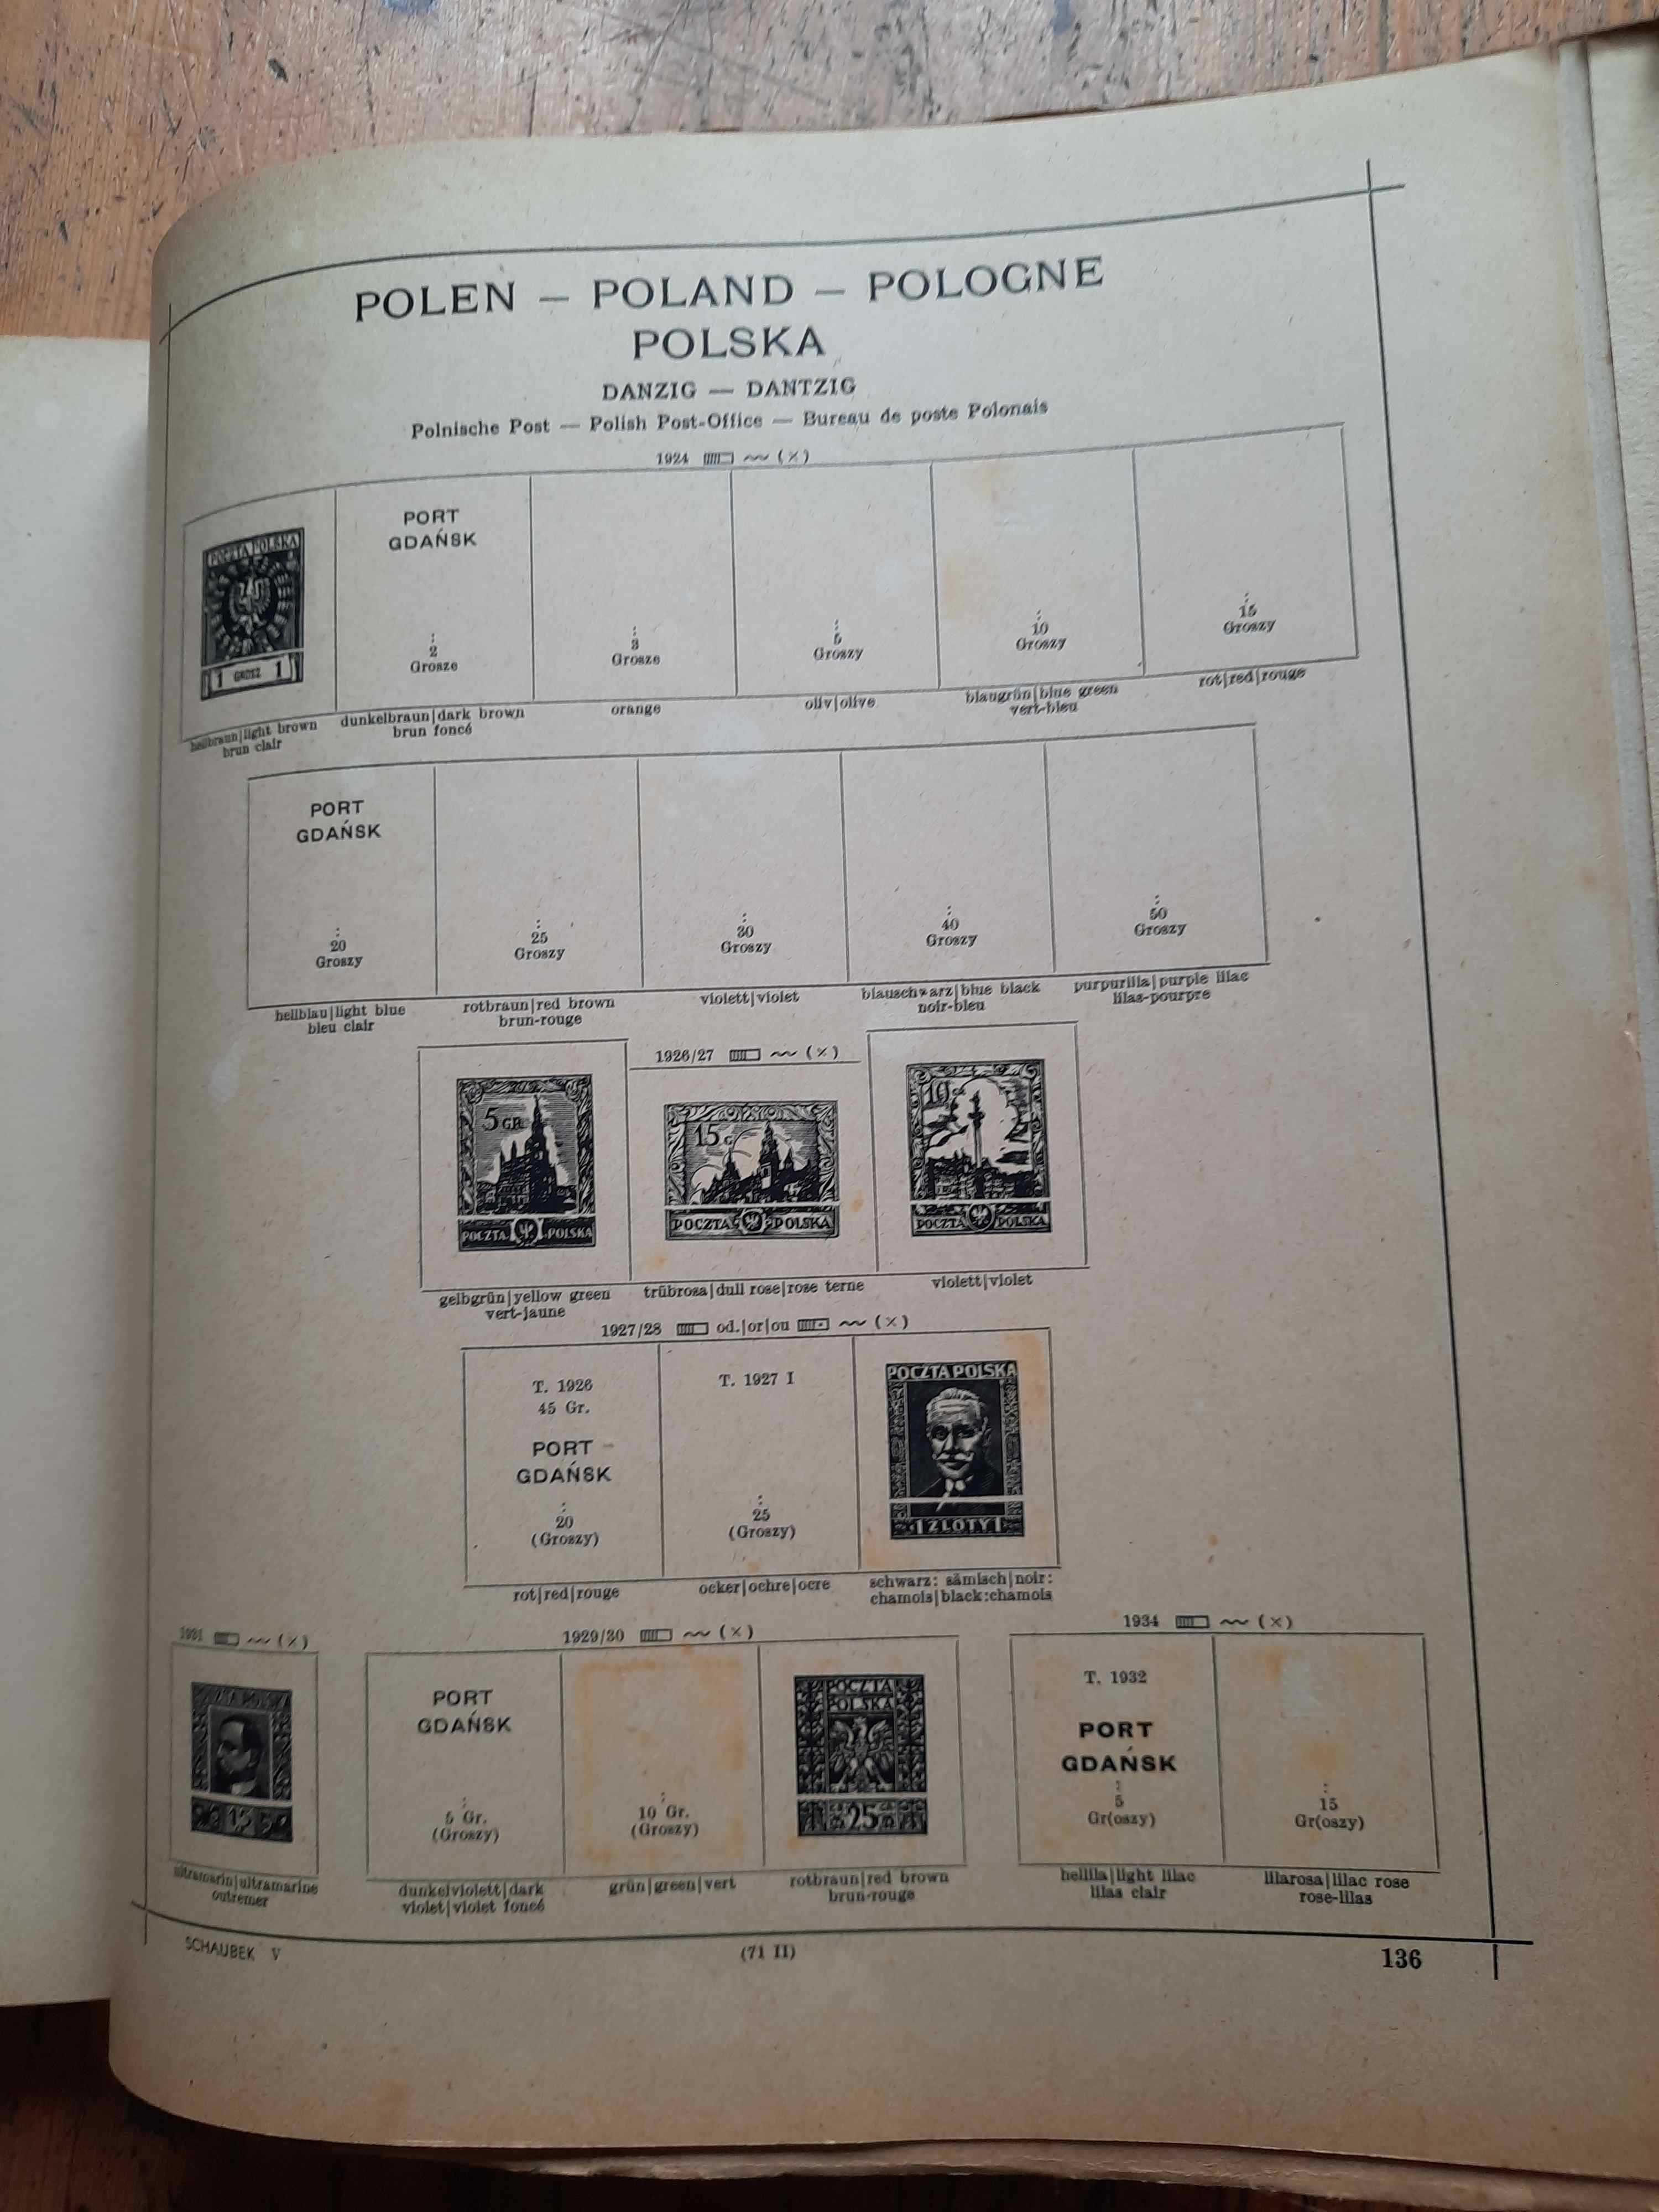 POLEN — POLAND — POLOGNE
POLSKA
DANZIG — DANTZIG
Polnische Post — Polish Post-Office — Bureau de poste Polonais
1924 (×)
POCZTA POLSKA
1 GROSZ 1
hellbraun|light brown
brun clair
PORT
GDAŃSK
2
Grosze
dunkelbraun|dark brown
brun foncé
3
Grosze
orange
5
Groszy
oliv|olive
10
Groszy
blaugrün|blue green
vert-bleu
15
Groszy
rot|red|rouge
PORT
GDAŃSK
20
Groszy
hellblau|light blue
bleu clair
25
Groszy
rotbraun|red brown
brun-rouge
30
Groszy
violett|violet
40
Groszy
blauschwarz|blue black
noir-bleu
50
Groszy
purpurlila|purple lilac
lilas-pourpre
1926/27 (×)
5 GR.
POCZTA POLSKA
gelbgrün|yellow green
vert-jaune
15 G
POCZTA POLSKA
trübrosa|dull rose|rose terne
10
POCZTA POLSKA
violett|violet
1927/28 od.|or|ou (×)
T. 1926
45 Gr.
PORT
GDAŃSK
20
(Groszy)
rot|red|rouge
T. 1927 I
25
(Groszy)
ocker|ochre|ocre
POCZTA POLSKA
1 ZLOTY 1
schwarz: sämisch|noir:
chamois|black:chamois
1931 (×)
15
ultramarin|ultramarine
outremer
1929/30 (×)
PORT
GDAŃSK
5 Gr.
(Groszy)
dunkelviolett|dark
violet|violet foncé
10 Gr.
(Groszy)
grün|green|vert
POCZTA
POLSKA
25
rotbraun|red brown
brun-rouge
1934 (×)
T. 1932
PORT
GDAŃSK
5
Gr(oszy)
hellila|light lilac
lilas clair
15
Gr(oszy)
lilarosa|lilac rose
rose-lilas
SCHAUBEK V
(71 II)
136